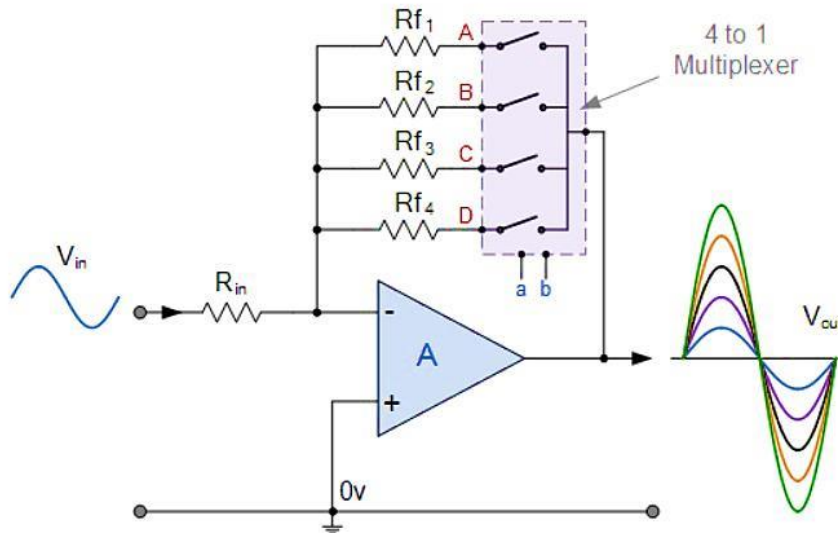 Rf1 A
4 to 1
Multiplexer
Rf2 B
Rf3 C
Rf4 D
Vin
Rin
a b
-
A
+
0v